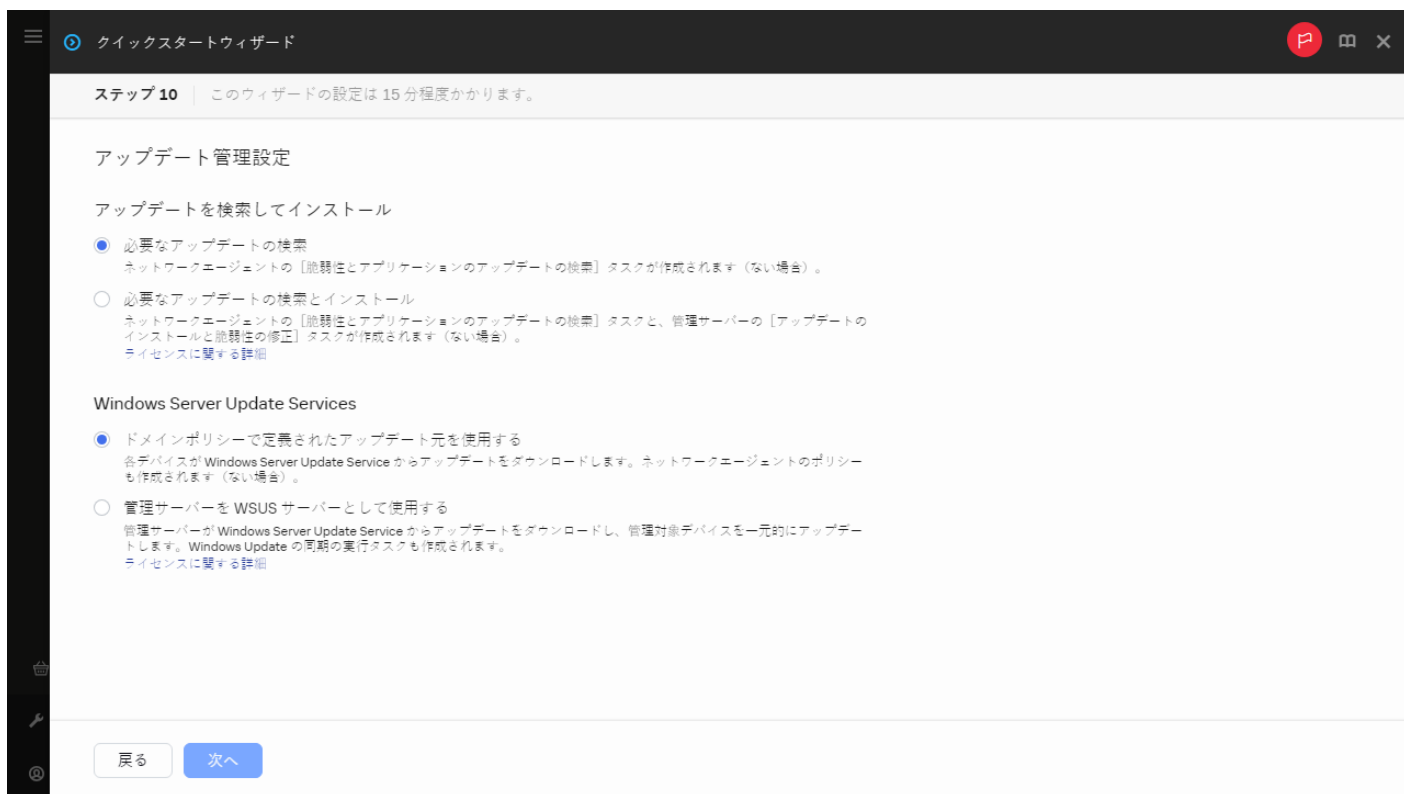 クイックスタートウィザード
ステップ 10
このウィザードの設定は 15 分程度かかります。
アップデート管理設定
アップデートを検索してインストール
必要なアップデートの検索
ネットワークエージェントの［脆弱性とアプリケーションのアップデートの検索］タスクが作成されます（ない場合）。
必要なアップデートの検索とインストール
ネットワークエージェントの［脆弱性とアプリケーションのアップデートの検索］タスクと、管理サーバーの［アップデートの
インストールと脆弱性の修正］タスクが作成されます（ない場合）。
ライセンスに関する詳細
Windows Server Update Services
ドメインポリシーで定義されたアップデート元を使用する
各デバイスが Windows Server Update Service からアップデートをダウンロードします。ネットワークエージェントのポリシー
も作成されます（ない場合）。
管理サーバーを WSUS サーバーとして使用する
管理サーバーが Windows Server Update Service からアップデートをダウンロードし、管理対象デバイスを一元的にアップデー
トします。Windows Update の同期の実行タスクも作成されます。
ライセンスに関する詳細
戻る
次へ